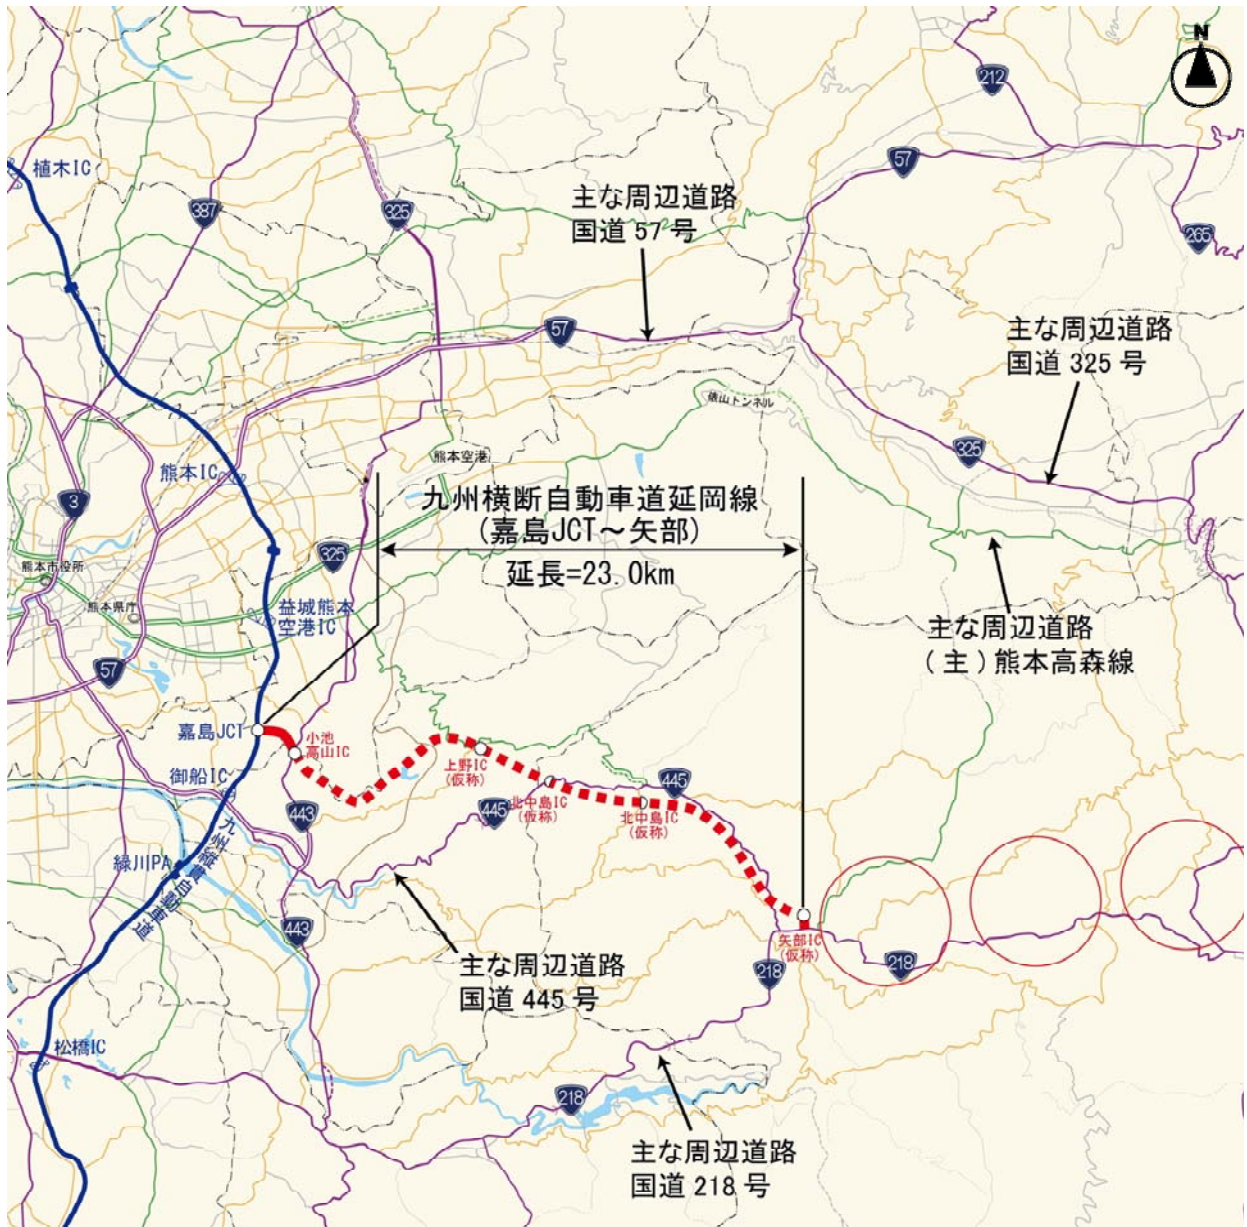 N
212
植木IC
57
387
325
主な周辺道路
国道 57 号
265
57
主な周辺道路
国道 325 号
俵山トンネル
325
熊本空港
熊本IC
3
九州横断自動車道延岡線
(嘉島JCT～矢部)
延長=23.0km
325
熊本市役所
熊本県庁
益城熊本
空港IC
主な周辺道路
(主)熊本高森線
57
嘉島JCT
小池
高山IC
上野IC
(仮称)
御船IC
445
北中島IC
(仮称)
北中島IC
(仮称)
443
445
緑川PA
九州縦貫自動車道
443
矢部IC
(仮称)
218
218
主な周辺道路
国道 445 号
松橋IC
218
主な周辺道路
国道 218 号